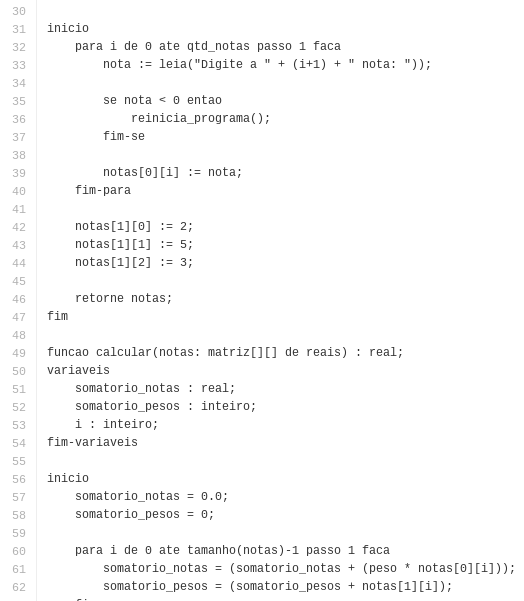 30
31 inicio
32     para i de 0 ate qtd_notas passo 1 faca
33         nota := leia("Digite a " + (i+1) + " nota: "));
34
35         se nota < 0 entao
36             reinicia_programa();
37         fim-se
38
39         notas[0][i] := nota;
40     fim-para
41
42     notas[1][0] := 2;
43     notas[1][1] := 5;
44     notas[1][2] := 3;
45
46     retorne notas;
47 fim
48
49 funcao calcular(notas: matriz[][] de reais) : real;
50 variaveis
51     somatorio_notas : real;
52     somatorio_pesos : inteiro;
53     i : inteiro;
54 fim-variaveis
55
56 inicio
57     somatorio_notas = 0.0;
58     somatorio_pesos = 0;
59
60     para i de 0 ate tamanho(notas)-1 passo 1 faca
61         somatorio_notas = (somatorio_notas + (peso * notas[0][i]));
62         somatorio_pesos = (somatorio_pesos + notas[1][i]);